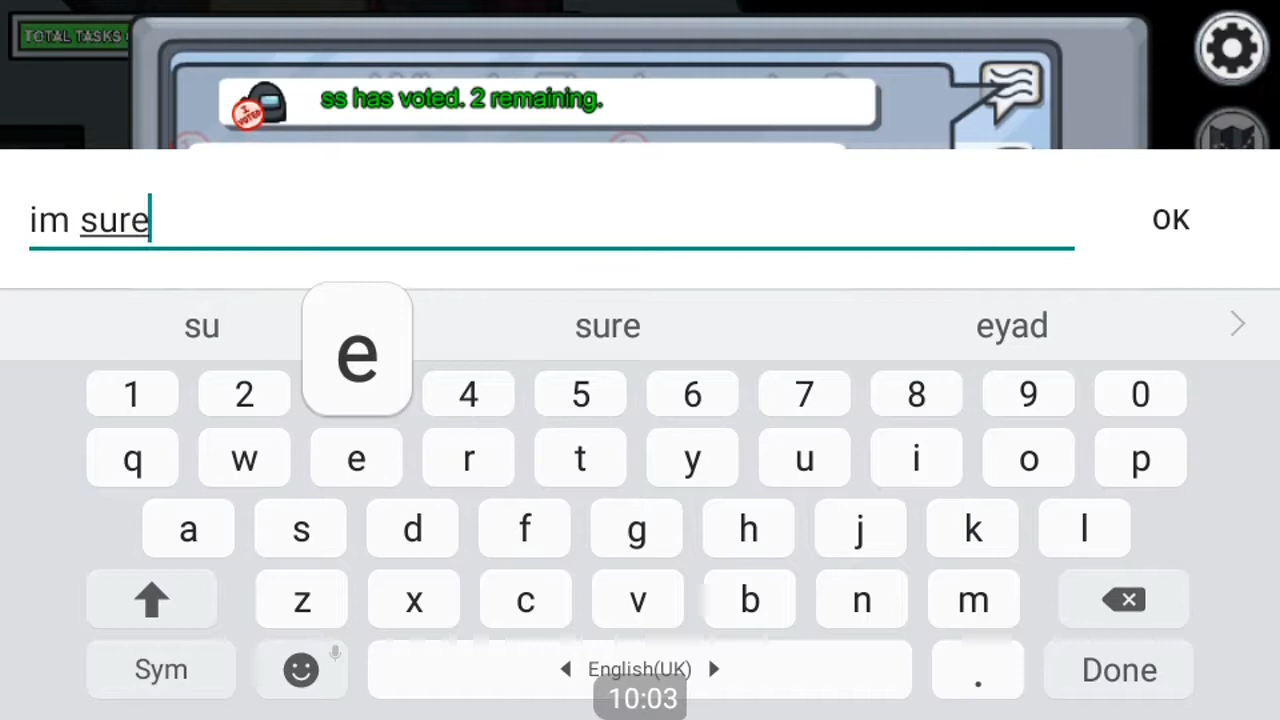 TOTAL TASKS
I VOTED
ss has voted. 2 remaining.
im sure
OK
su sure eyad
e
1 2 4 5 6 7 8 9 0
q w e r t y u i o p
a s d f g h j k l
z x c v b n m
Sym English(UK) . Done
10:03